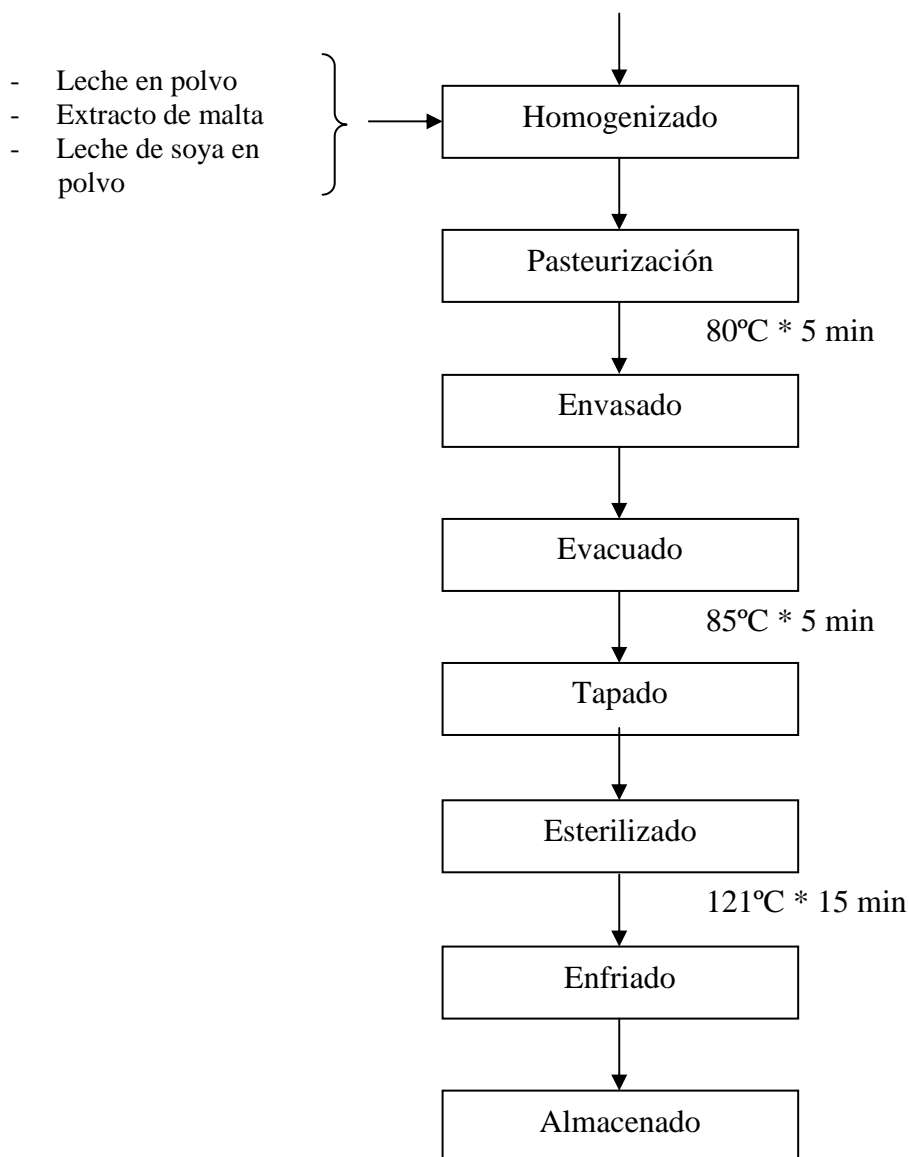 - Leche en polvo
- Extracto de malta
- Leche de soya en
polvo
Homogenizado
Pasteurización
80ºC * 5 min
Envasado
Evacuado
85ºC * 5 min
Tapado
Esterilizado
121ºC * 15 min
Enfriado
Almacenado